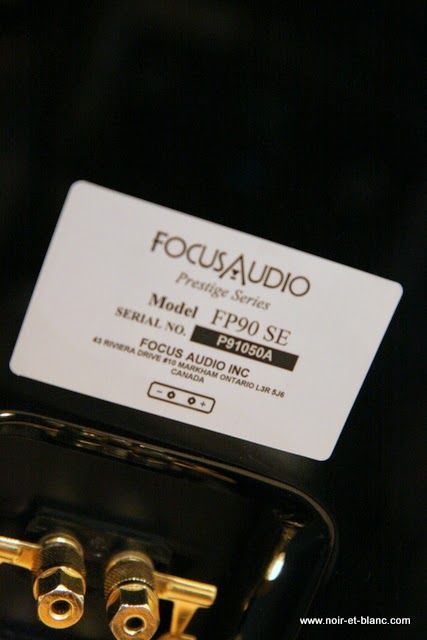 FOCUSAUDIO
Prestige Series
Model FP90 SE
SERIAL NO. P91050A
FOCUS AUDIO INC
43 RIVIERA DRIVE #10 MARKHAM ONTARIO L3R 5J6
CANADA
- +
www.noir-et-blanc.com